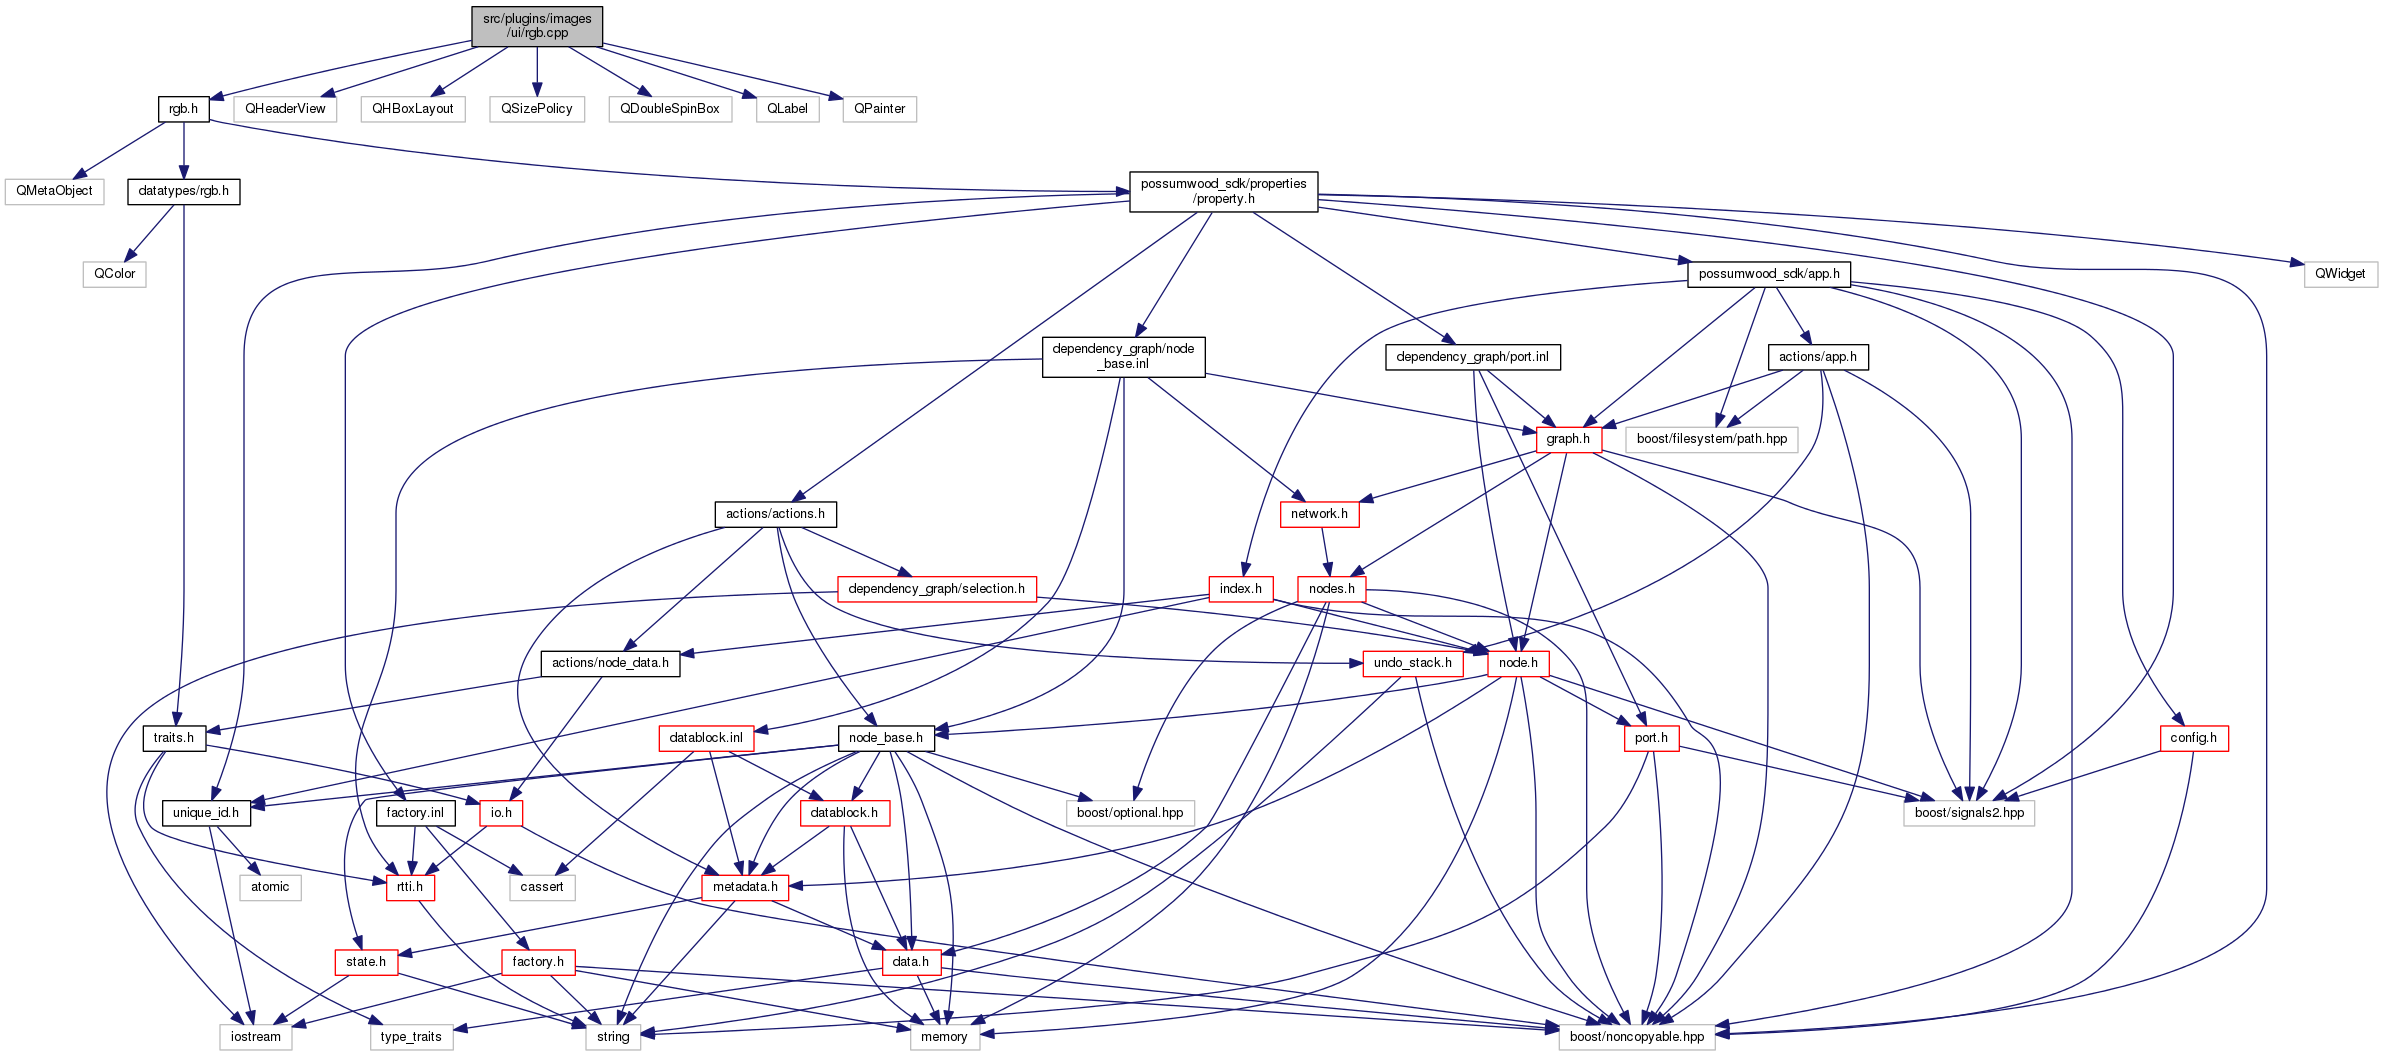 src/plugins/images
/ui/rgb.cpp
rgb.h
QHeaderView
QHBoxLayout
QSizePolicy
QDoubleSpinBox
QLabel
QPainter
QMetaObject
datatypes/rgb.h
possumwood_sdk/properties
/property.h
QColor
possumwood_sdk/app.h
QWidget
dependency_graph/node
_base.inl
dependency_graph/port.inl
actions/app.h
graph.h
boost/filesystem/path.hpp
actions/actions.h
network.h
dependency_graph/selection.h
index.h
nodes.h
actions/node_data.h
undo_stack.h
node.h
traits.h
datablock.inl
node_base.h
port.h
config.h
unique_id.h
factory.inl
io.h
datablock.h
boost/optional.hpp
boost/signals2.hpp
atomic
rtti.h
cassert
metadata.h
state.h
factory.h
data.h
iostream
type_traits
string
memory
boost/noncopyable.hpp